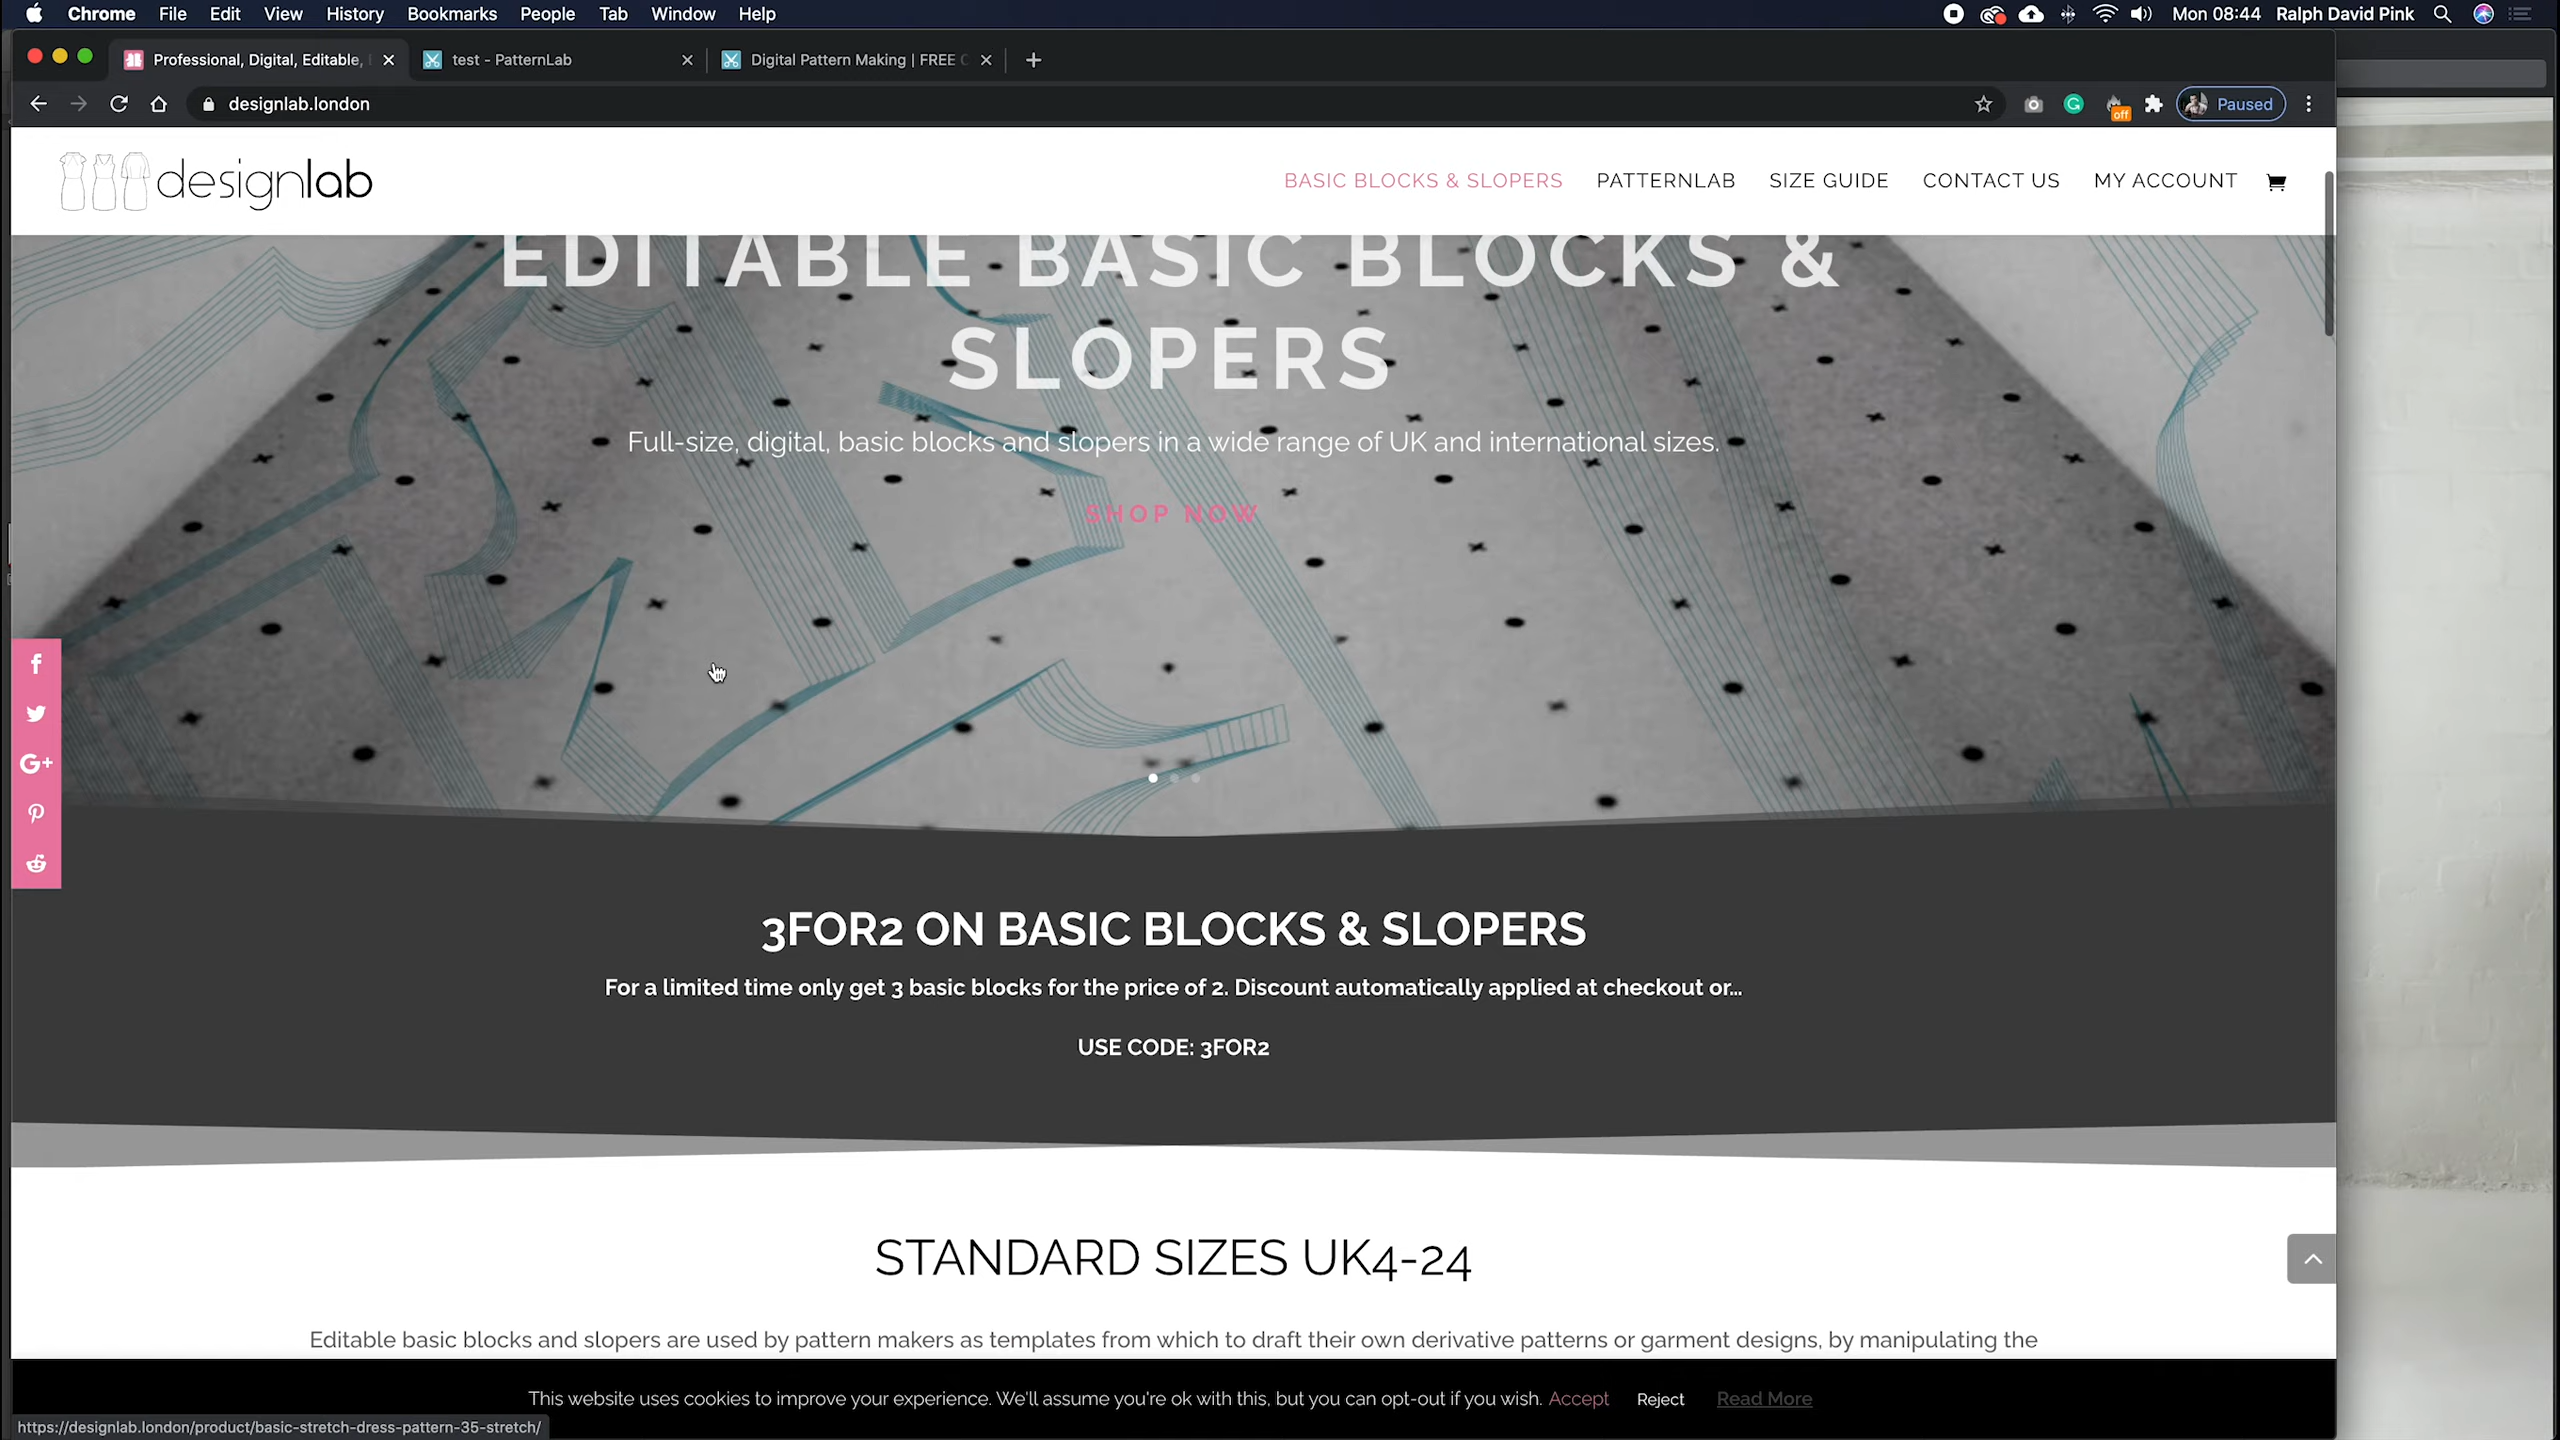 Chrome File Edit View History Bookmarks People Tab Window Help Mon 08:44 Ralph David Pink
Professional, Digital, Editable, test - PatternLab Digital Pattern Making | FREE
designlab.london off Paused
designlab BASIC BLOCKS & SLOPERS PATTERNLAB SIZE GUIDE CONTACT US MY ACCOUNT
EDITABLE BASIC BLOCKS &
SLOPERS
Full-size, digital, basic blocks and slopers in a wide range of UK and international sizes.
SHOP NOW
G+
3FOR2 ON BASIC BLOCKS & SLOPERS
For a limited time only get 3 basic blocks for the price of 2. Discount automatically applied at checkout or...
USE CODE: 3FOR2
STANDARD SIZES UK4-24
Editable basic blocks and slopers are used by pattern makers as templates from which to draft their own derivative patterns or garment designs, by manipulating the
This website uses cookies to improve your experience. We'll assume you're ok with this, but you can opt-out if you wish. Accept Reject Read More
https://designlab.london/product/basic-stretch-dress-pattern-35-stretch/